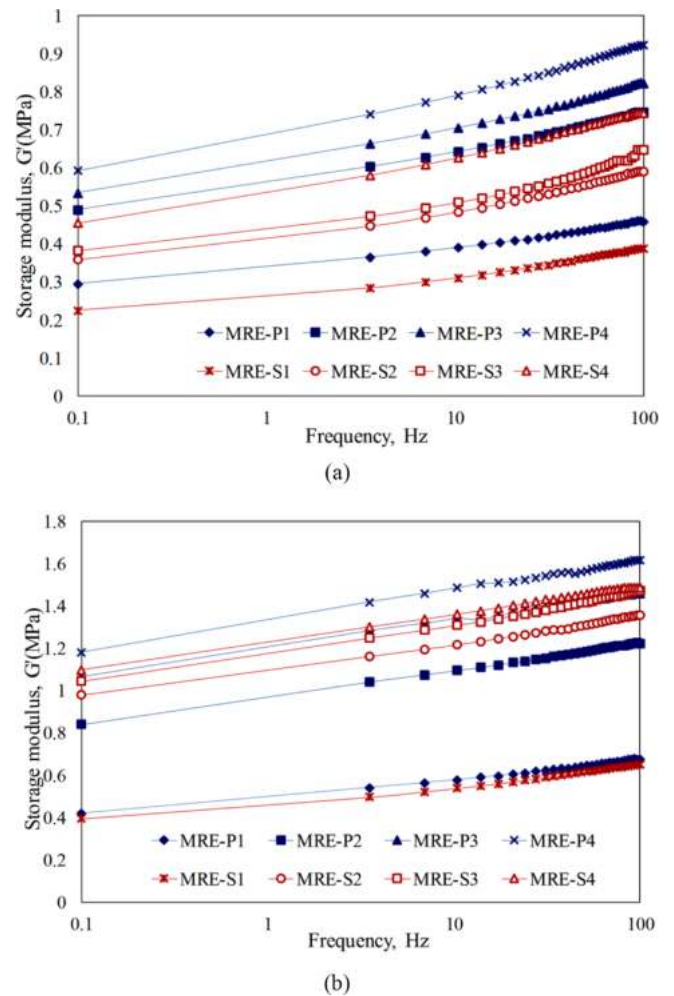 1
0.9
0.8
0.7
0.6
0.5
0.4
0.3
0.2
0.1
0
Storage modulus, G'(MPa)
MRE-P1 MRE-P2 MRE-P3 MRE-P4
MRE-S1 MRE-S2 MRE-S3 MRE-S4
0.1 1 10 100
Frequency, Hz
(a)
1.8
1.6
1.4
1.2
1
0.8
0.6
0.4
0.2
0
Storage modulus, G'(MPa)
MRE-P1 MRE-P2 MRE-P3 MRE-P4
MRE-S1 MRE-S2 MRE-S3 MRE-S4
0.1 1 10 100
Frequency, Hz
(b)